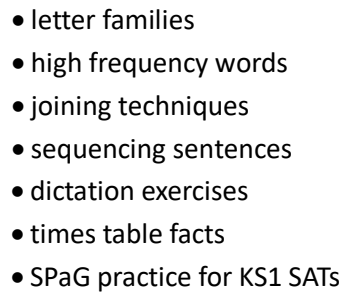 • letter families
• high frequency words
• joining techniques
• sequencing sentences
• dictation exercises
• times table facts
• SPaG practice for KS1 SATs